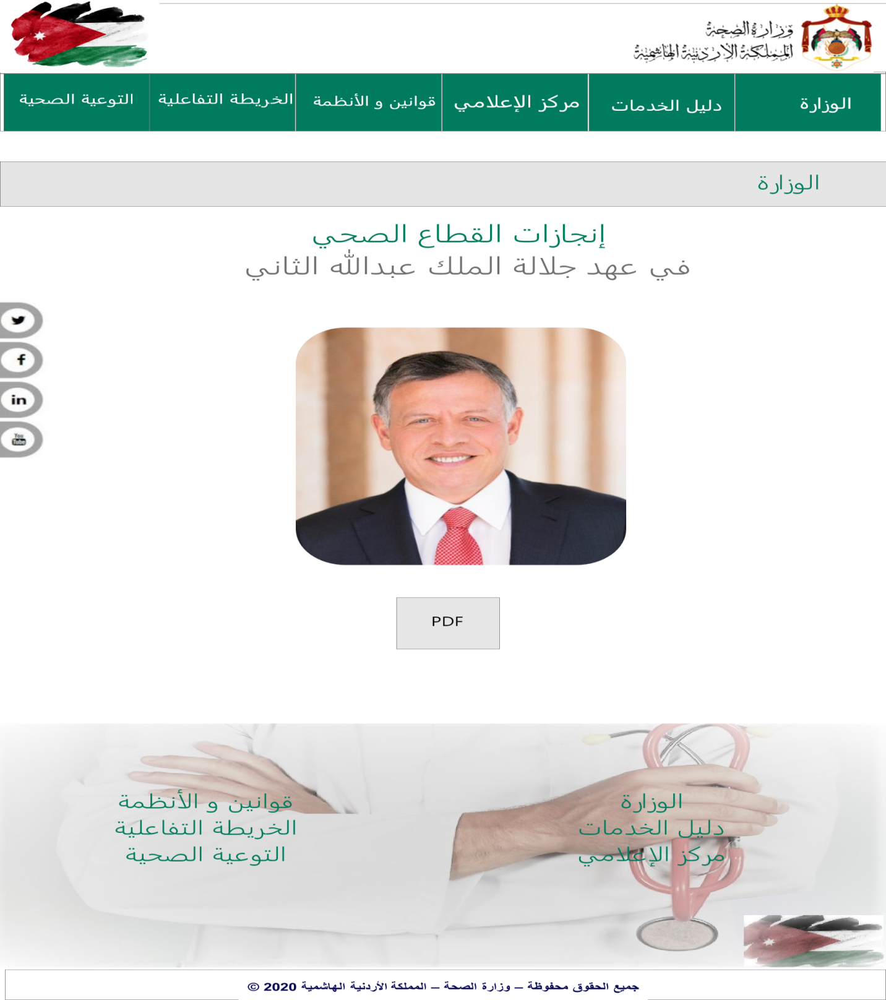 وزارة الصحة
المملكة الاردنية الهاشمية
الوزارة
دليل الخدمات
مركز الإعلامي
قوانين و الأنظمة
الخريطة التفاعلية
التوعية الصحية
الوزارة
إنجازات القطاع الصحي
في عهد جلالة الملك عبدالله الثاني
f
in
You
Tube
PDF
الوزارة
دليل الخدمات
مركز الإعلامي
قوانين و الأنظمة
الخريطة التفاعلية
التوعية الصحية
جميع الحقوق محفوظة – وزارة الصحة – المملكة الأردنية الهاشمية 2020 ©